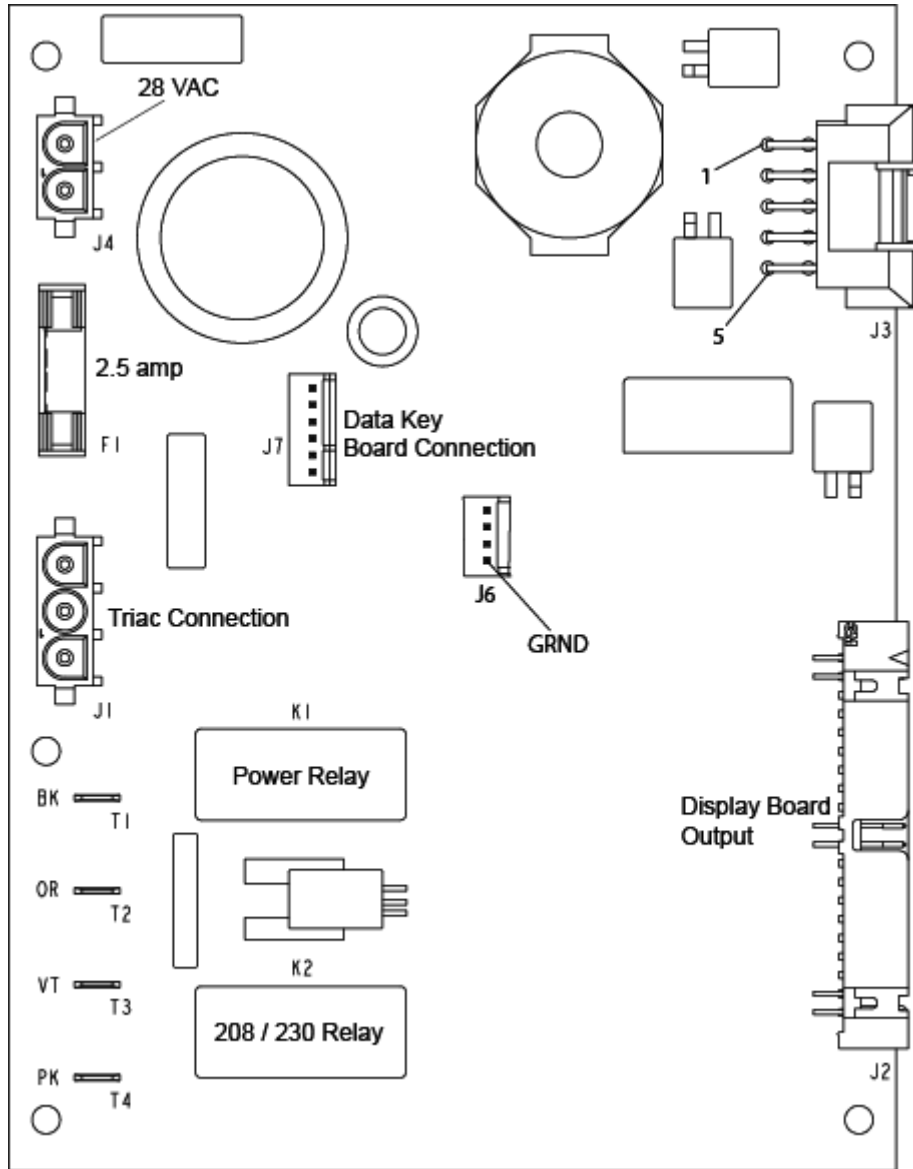 28 VAC
J4
1
5
J3
2.5 amp
F1
J7
Data Key
Board Connection
J6
GRND
Triac Connection
J1
K1
Power Relay
BK
T1
Display Board
Output
OR
T2
K2
VT
T3
208 / 230 Relay
PK
T4
J2